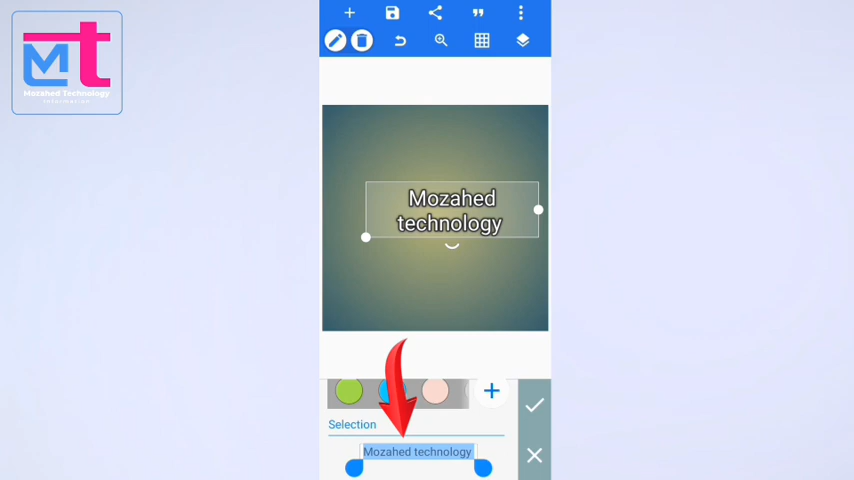 Mozahed Technology
Information
Mozahed
technology
Selection
Mozahed technology